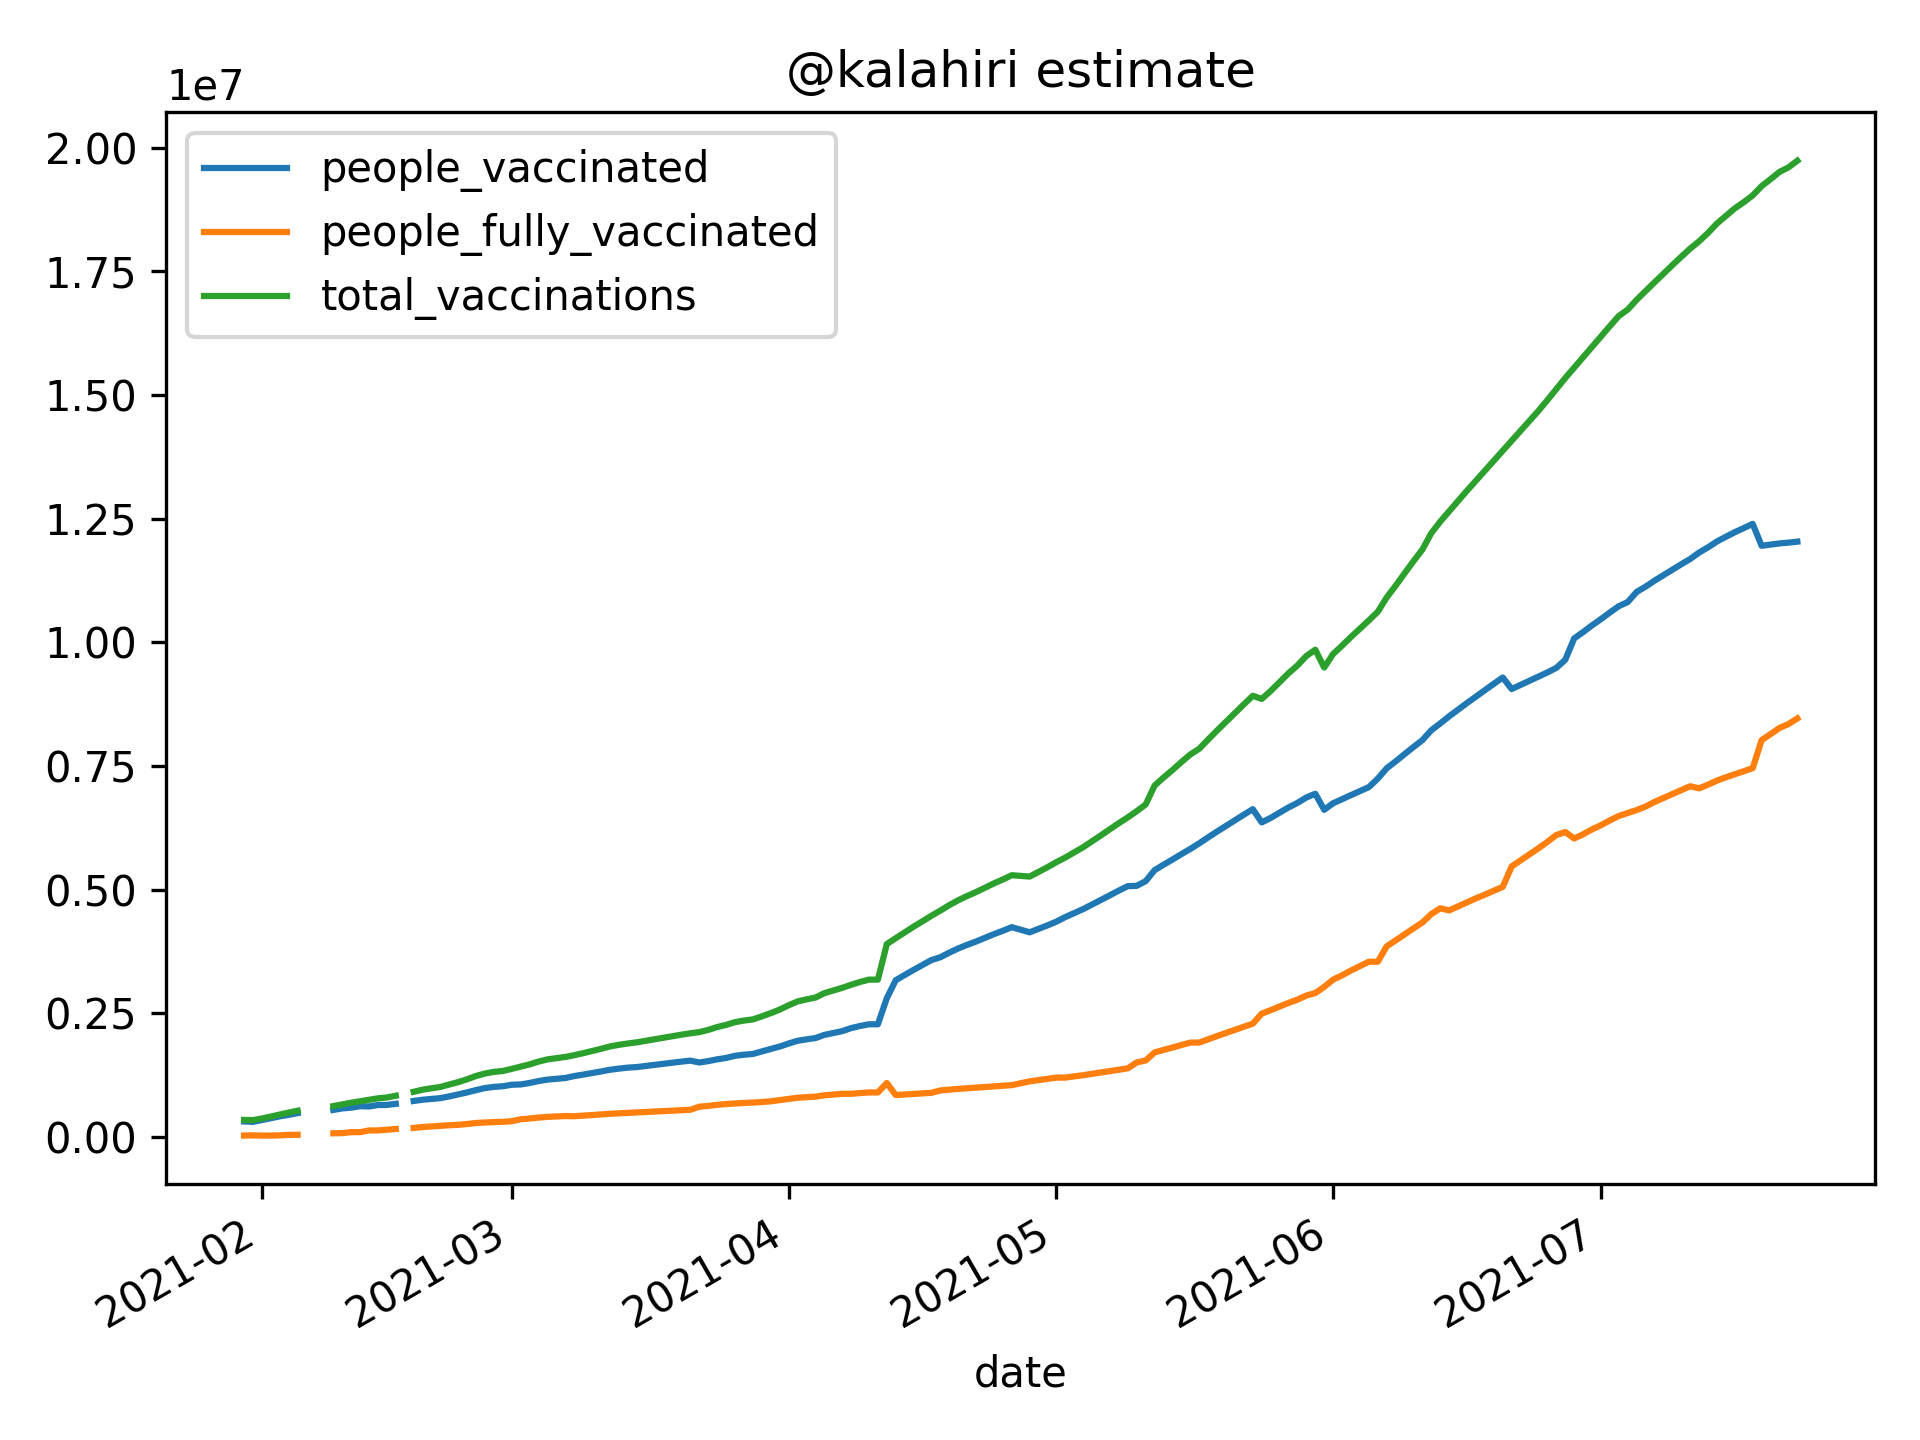 @kalahiri estimate
1e7
2.00
1.75
1.50
1.25
1.00
0.75
0.50
0.25
0.00
people_vaccinated
people_fully_vaccinated
total_vaccinations
2021-02
2021-03
2021-04
2021-05
2021-06
2021-07
date